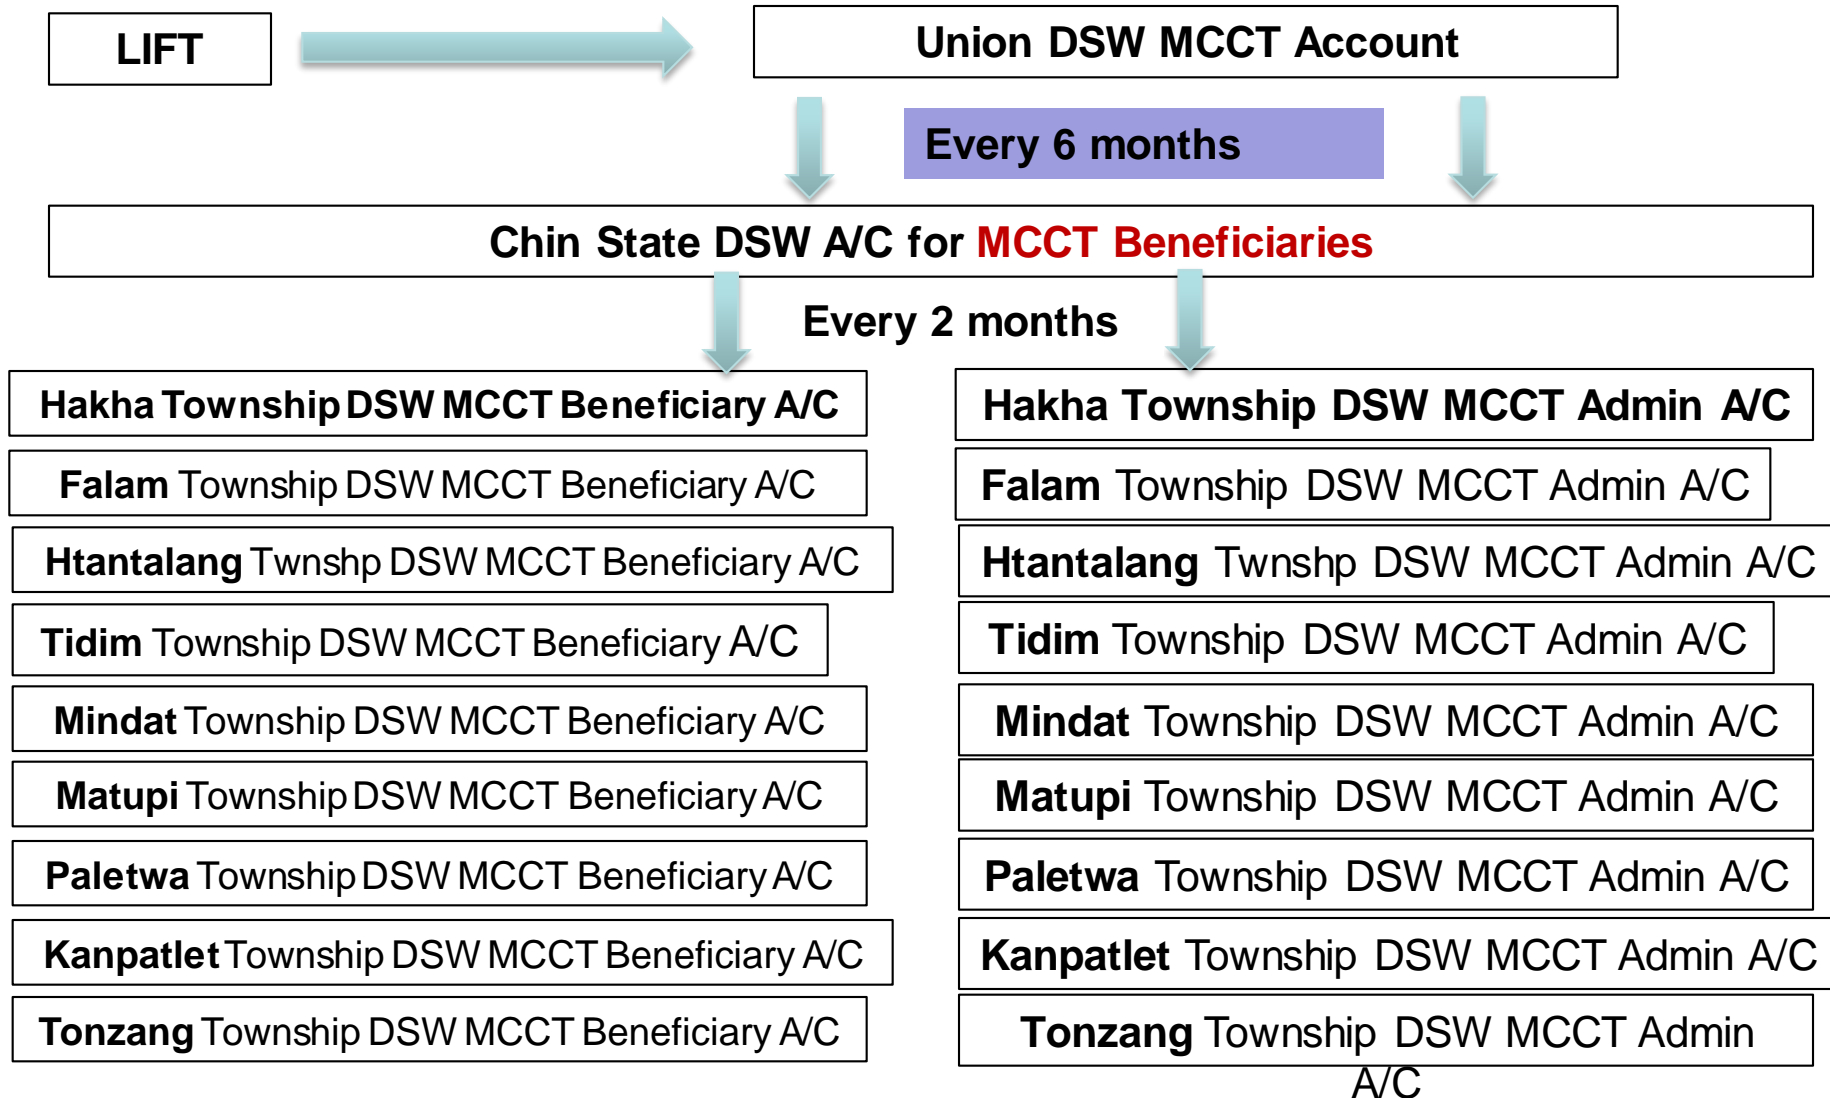 LIFT
Union DSW MCCT Account
Every 6 months
Chin State DSW A/C for MCCT Beneficiaries
Every 2 months
Hakha Township DSW MCCT Beneficiary A/C
Falam Township DSW MCCT Beneficiary A/C
Htantalang Twnshp DSW MCCT Beneficiary A/C
Tidim Township DSW MCCT Beneficiary A/C
Mindat Township DSW MCCT Beneficiary A/C
Matupi Township DSW MCCT Beneficiary A/C
Paletwa Township DSW MCCT Beneficiary A/C
Kanpatlet Township DSW MCCT Beneficiary A/C
Tonzang Township DSW MCCT Beneficiary A/C
Hakha Township DSW MCCT Admin A/C
Falam Township DSW MCCT Admin A/C
Htantalang Twnshp DSW MCCT Admin A/C
Tidim Township DSW MCCT Admin A/C
Mindat Township DSW MCCT Admin A/C
Matupi Township DSW MCCT Admin A/C
Paletwa Township DSW MCCT Admin A/C
Kanpatlet Township DSW MCCT Admin A/C
Tonzang Township DSW MCCT Admin
A/C